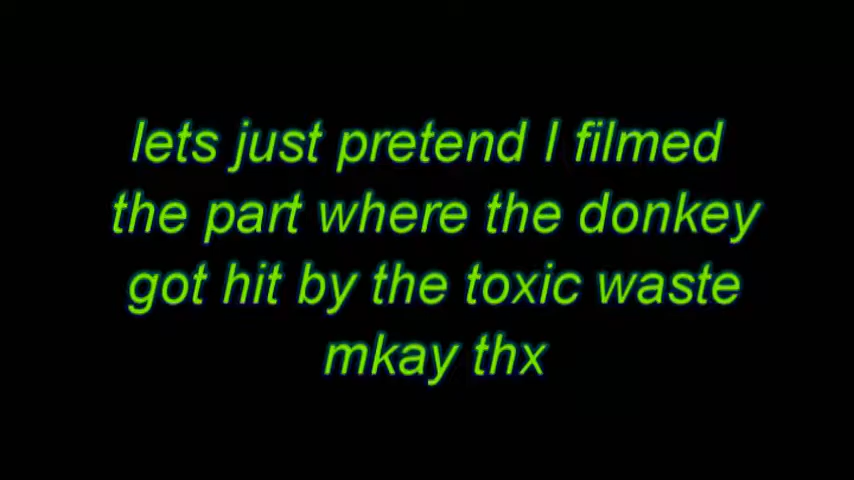 lets just pretend I filmed
the part where the donkey
got hit by the toxic waste
mkay thx